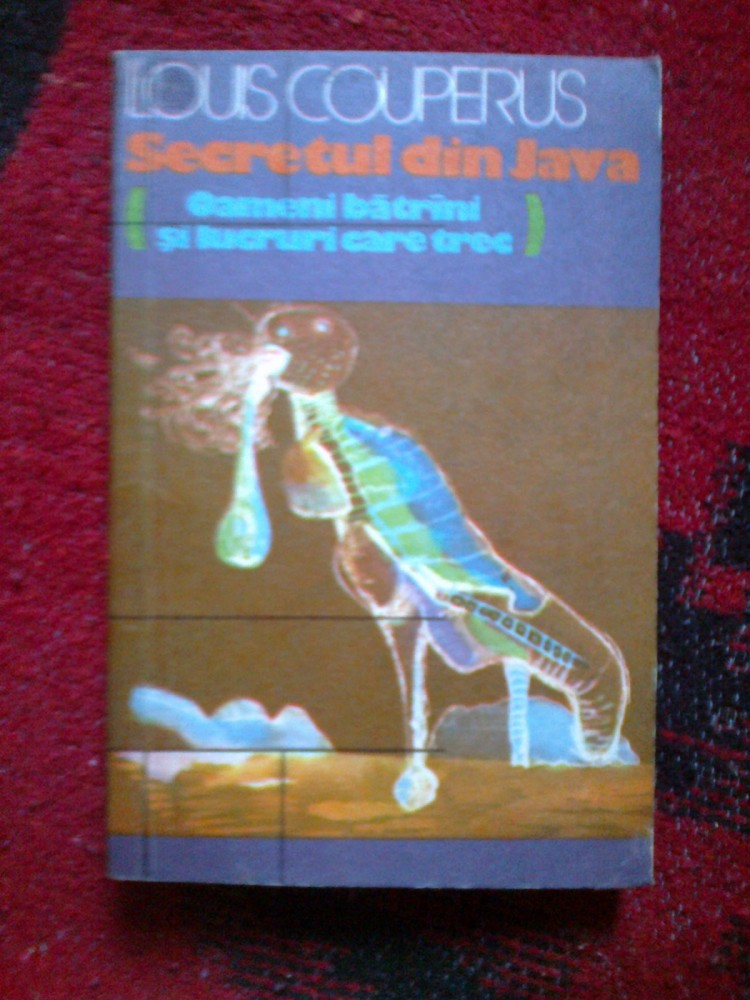 LOUIS COUPERUS
Secretul din Java
( Oameni bătrîni
și lucruri care trec )